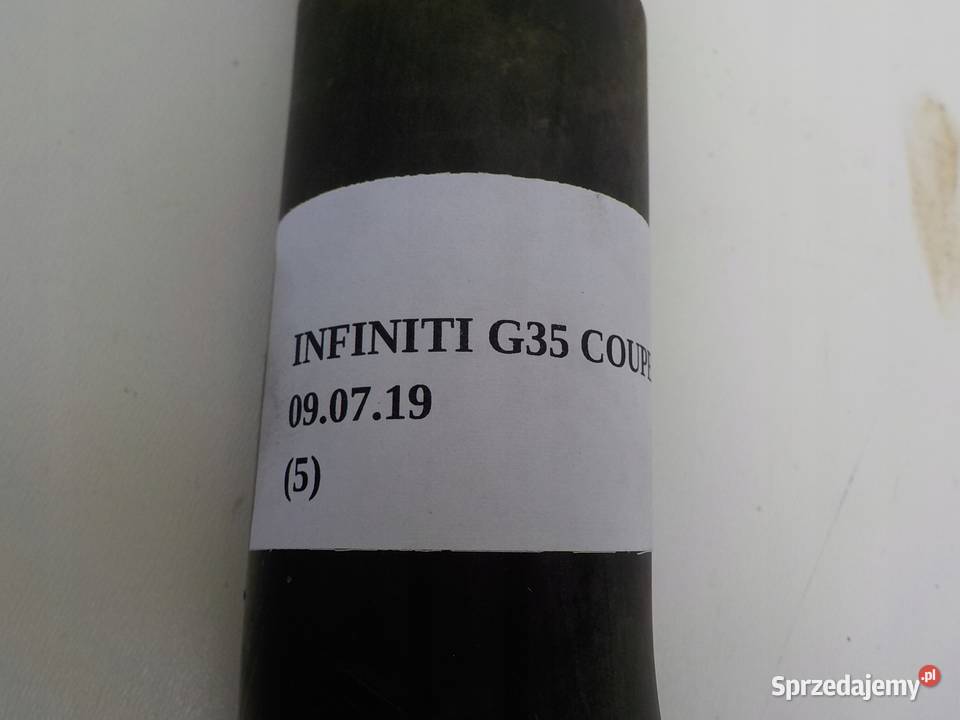 INFINITI G35 COUPE
09.07.19
(5)
Sprzedajemy.pl